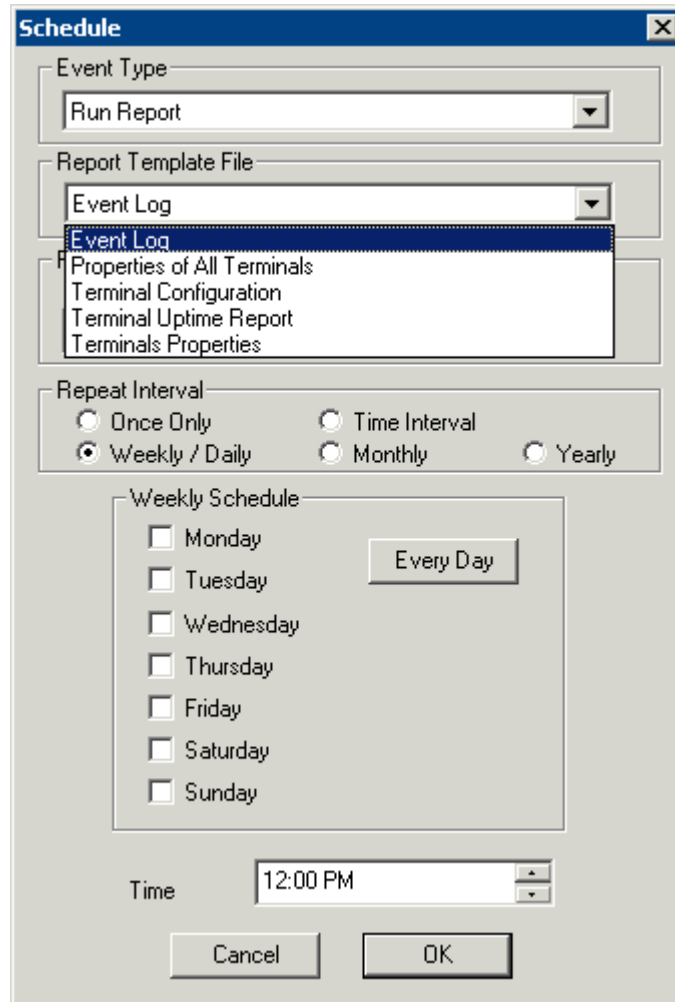 Schedule
Event Type
Run Report
Report Template File
Event Log
Event Log
Properties of All Terminals
Terminal Configuration
Terminal Uptime Report
Terminals Properties
Repeat Interval
Once Only Time Interval
Weekly / Daily Monthly Yearly
Weekly Schedule
Monday
Every Day
Tuesday
Wednesday
Thursday
Friday
Saturday
Sunday
Time 12:00 PM
Cancel OK